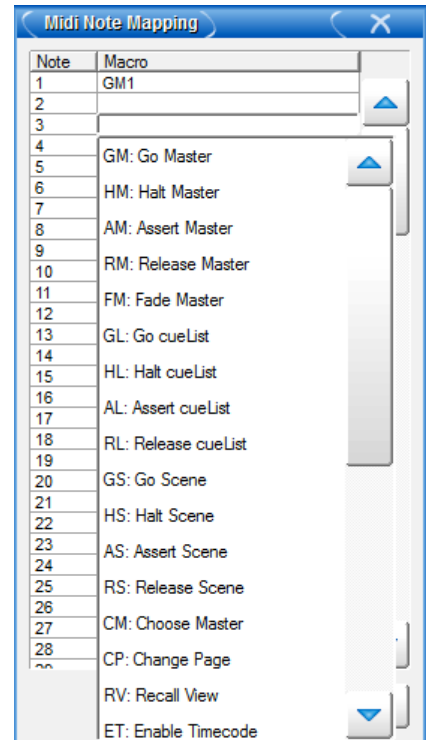 Midi Note Mapping
Note Macro
1 GM1
2
3
4
5
6
7
8
9
10
11
12
13
14
15
16
17
18
19
20
21
22
23
24
25
26
27
28
GM: Go Master
HM: Halt Master
AM: Assert Master
RM: Release Master
FM: Fade Master
GL: Go cueList
HL: Halt cueList
AL: Assert cueList
RL: Release cueList
GS: Go Scene
HS: Halt Scene
AS: Assert Scene
RS: Release Scene
CM: Choose Master
CP: Change Page
RV: Recall View
ET: Enable Timecode